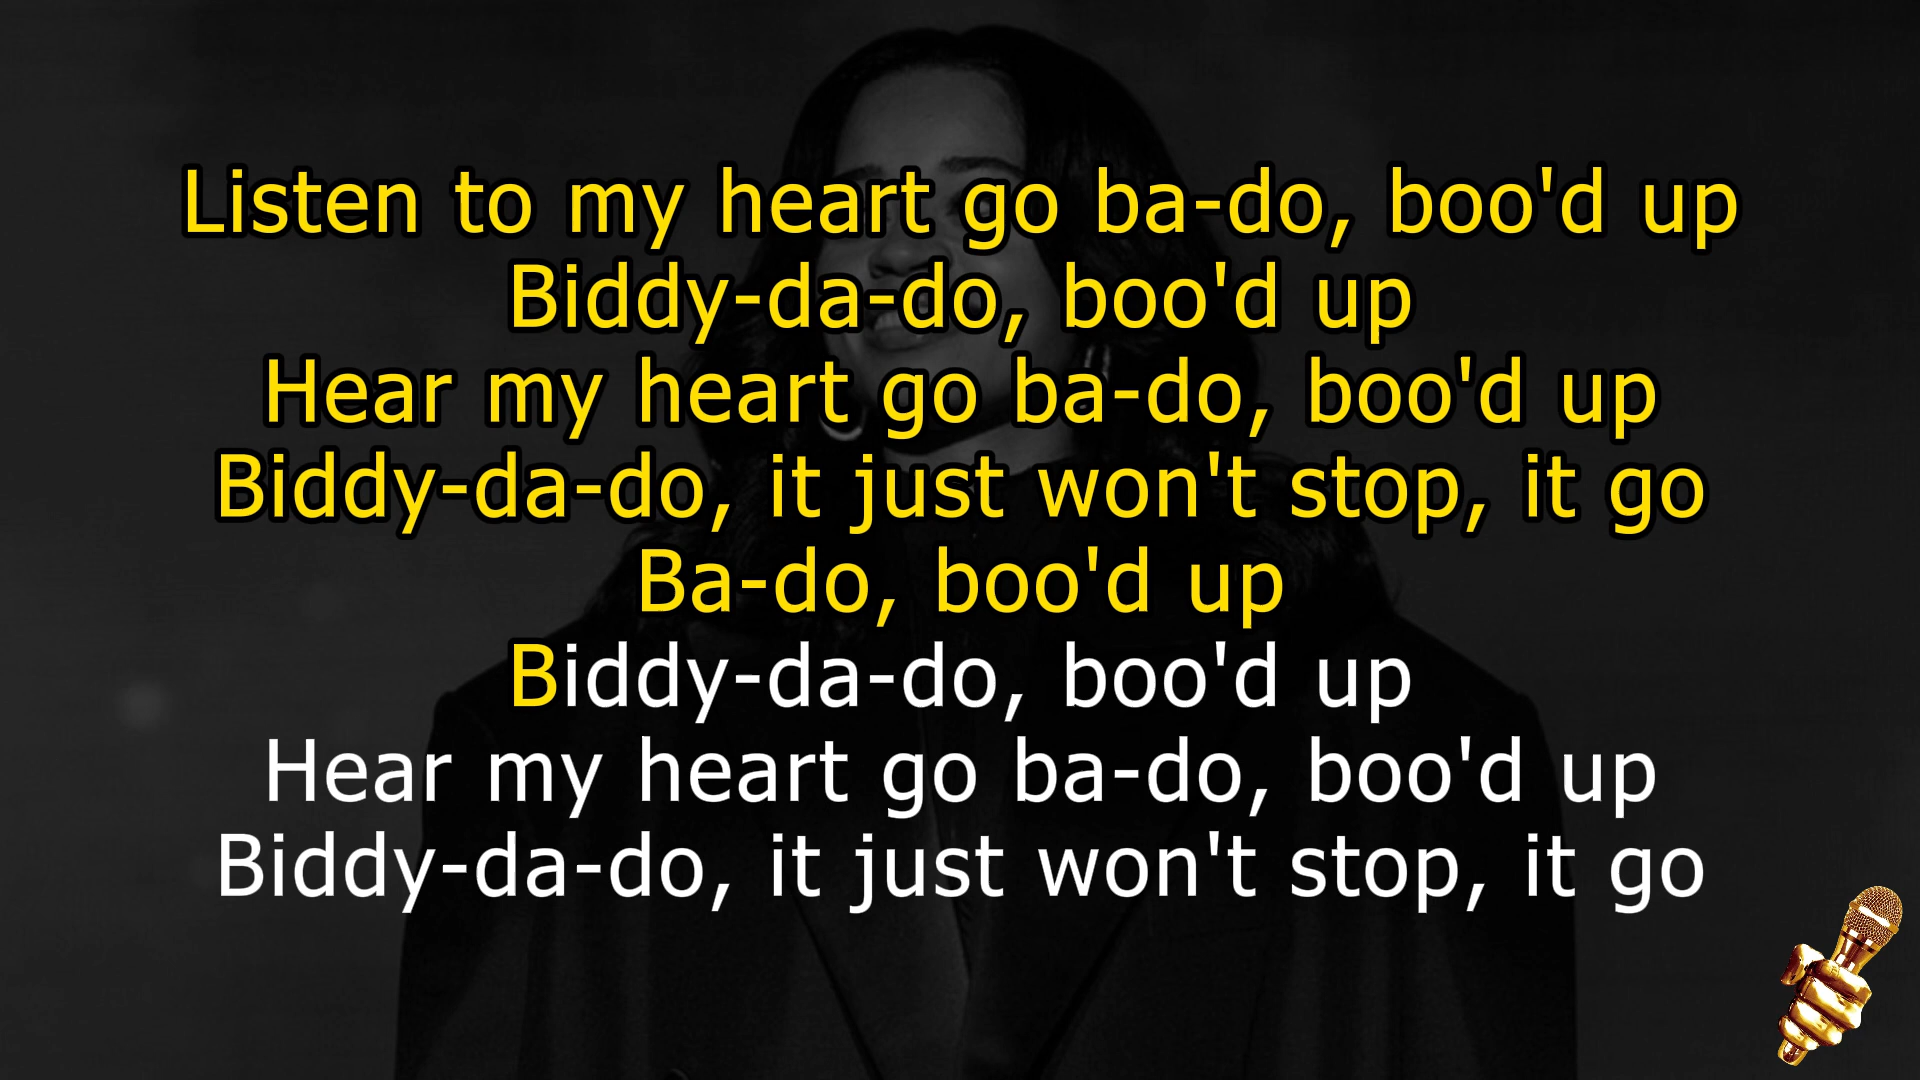 Listen to my heart go ba-do, boo'd up
Biddy-da-do, boo'd up
Hear my heart go ba-do, boo'd up
Biddy-da-do, it just won't stop, it go
Ba-do, boo'd up
Biddy-da-do, boo'd up
Hear my heart go ba-do, boo'd up
Biddy-da-do, it just won't stop, it go